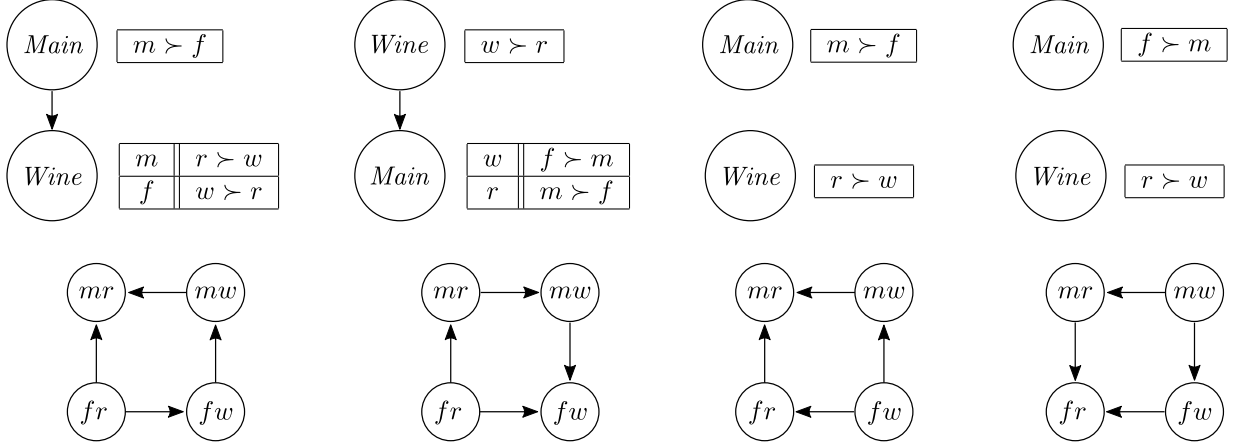 Main m ≻ f Wine w ≻ r Main m ≻ f Main f ≻ m
Wine m r ≻ w Main w f ≻ m Wine r ≻ w Wine r ≻ w
f w ≻ r r m ≻ f
mr mw mr mw mr mw mr mw
fr fw fr fw fr fw fr fw